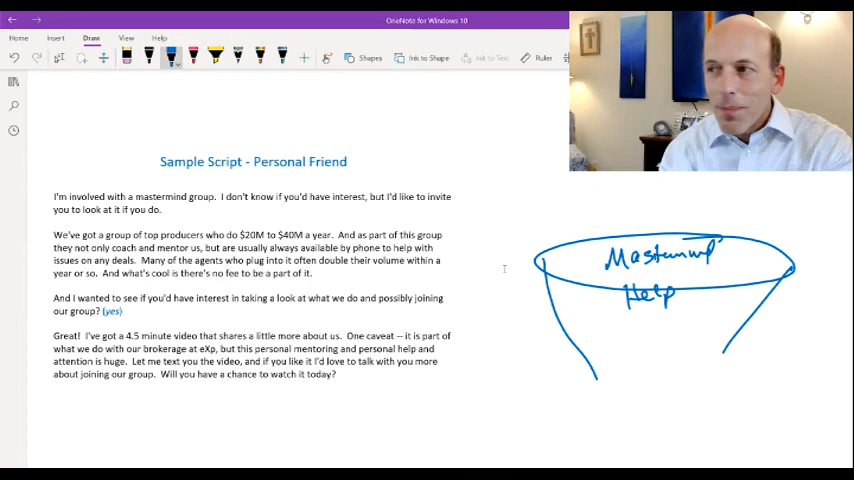 OneNote for Windows 10
Home Insert Draw View Help
Shapes Ink to Shape Ink to Text Ruler
Sample Script - Personal Friend
I'm involved with a mastermind group. I don't know if you'd have interest, but I'd like to invite
you to look at it if you do.
We've got a group of top producers who do $20M to $40M a year. And as part of this group
they not only coach and mentor us, but are usually always available by phone to help with
issues on any deals. Many of the agents who plug into it often double their volume within a
year or so. And what's cool is there's no fee to be a part of it.
And I wanted to see if you'd have interest in taking a look at what we do and possibly joining
our group? (yes)
Great! I've got a 4.5 minute video that shares a little more about us. One caveat -- it is part of
what we do with our brokerage at eXp, but this personal mentoring and personal help and
attention is huge. Let me text you the video, and if you like it I'd love to talk with you more
about joining our group. Will you have a chance to watch it today?
Mastermind
Help